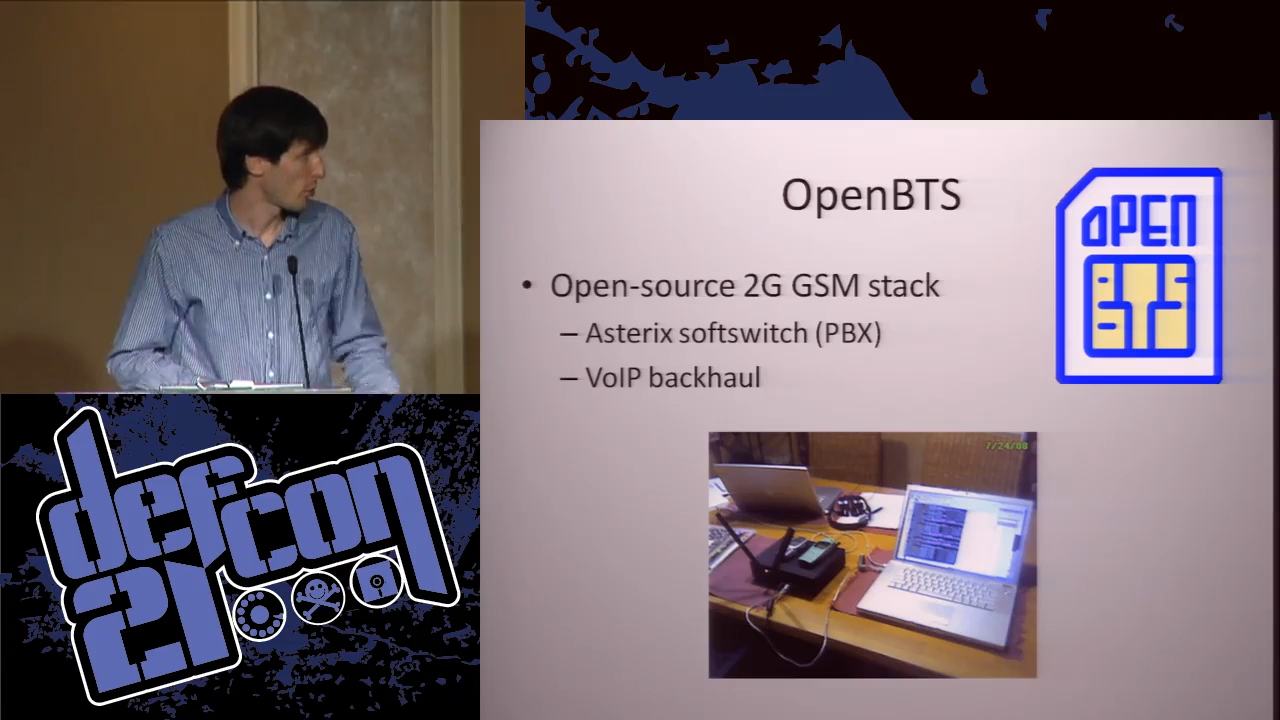 OpenBTS
OPEN
BTS
• Open-source 2G GSM stack
– Asterix softswitch (PBX)
– VoIP backhaul
7/24/08
defcon
21